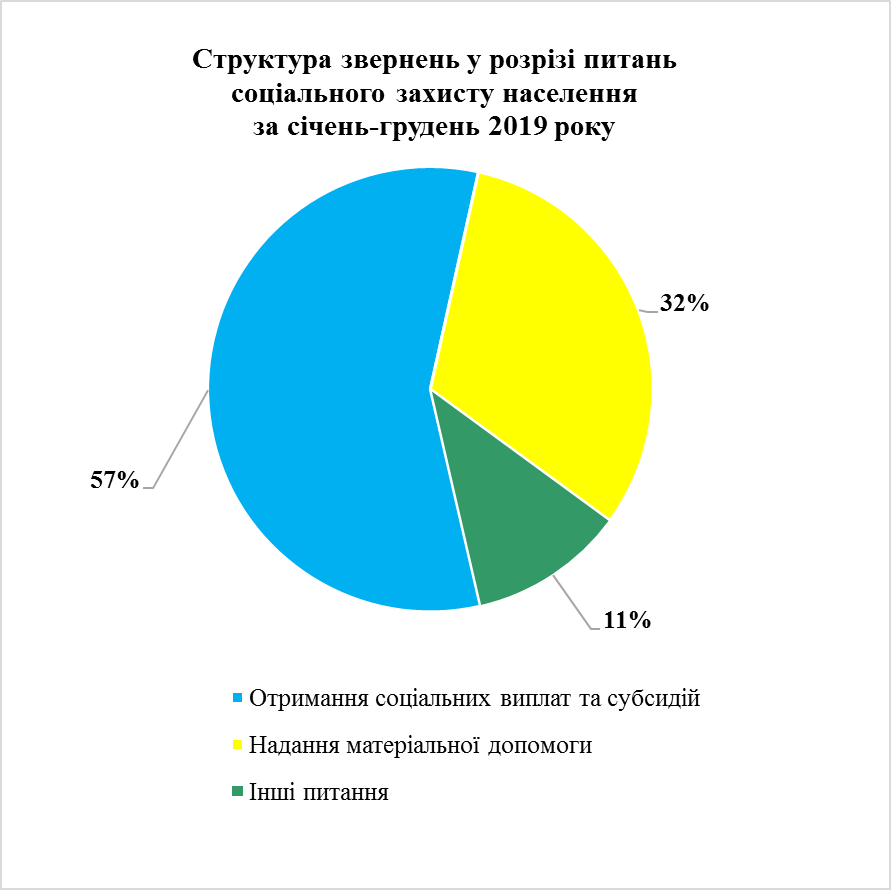 Структура звернень у розрізі питань
соціального захисту населення
за січень-грудень 2019 року
32%
57%
11%
Отримання соціальних виплат та субсидій
Надання матеріальної допомоги
Інші питання